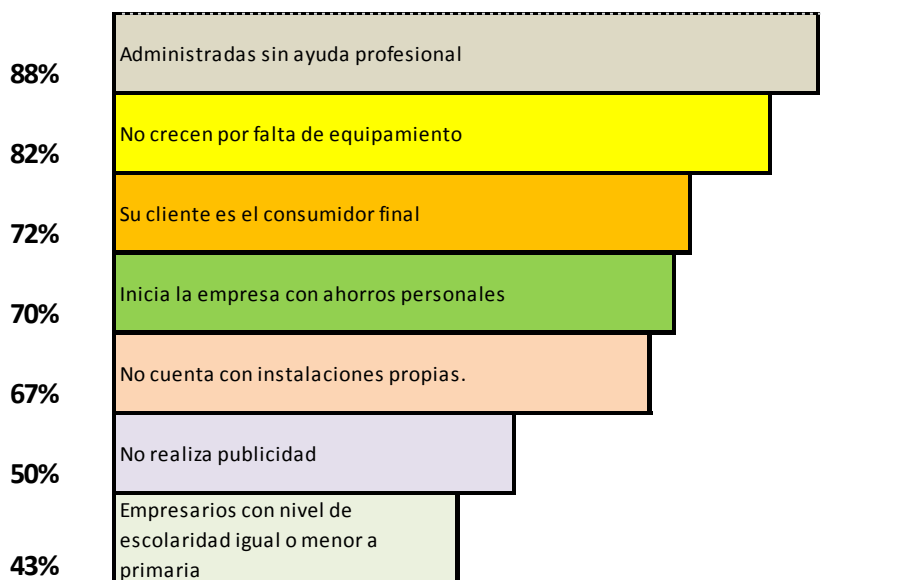 Administradas sin ayuda profesional
88%
No crecen por falta de equipamiento
82%
Su cliente es el consumidor final
72%
Inicia la empresa con ahorros personales
70%
No cuenta con instalaciones propias.
67%
No realiza publicidad
50%
Empresarios con nivel de
escolaridad igual o menor a
primaria
43%